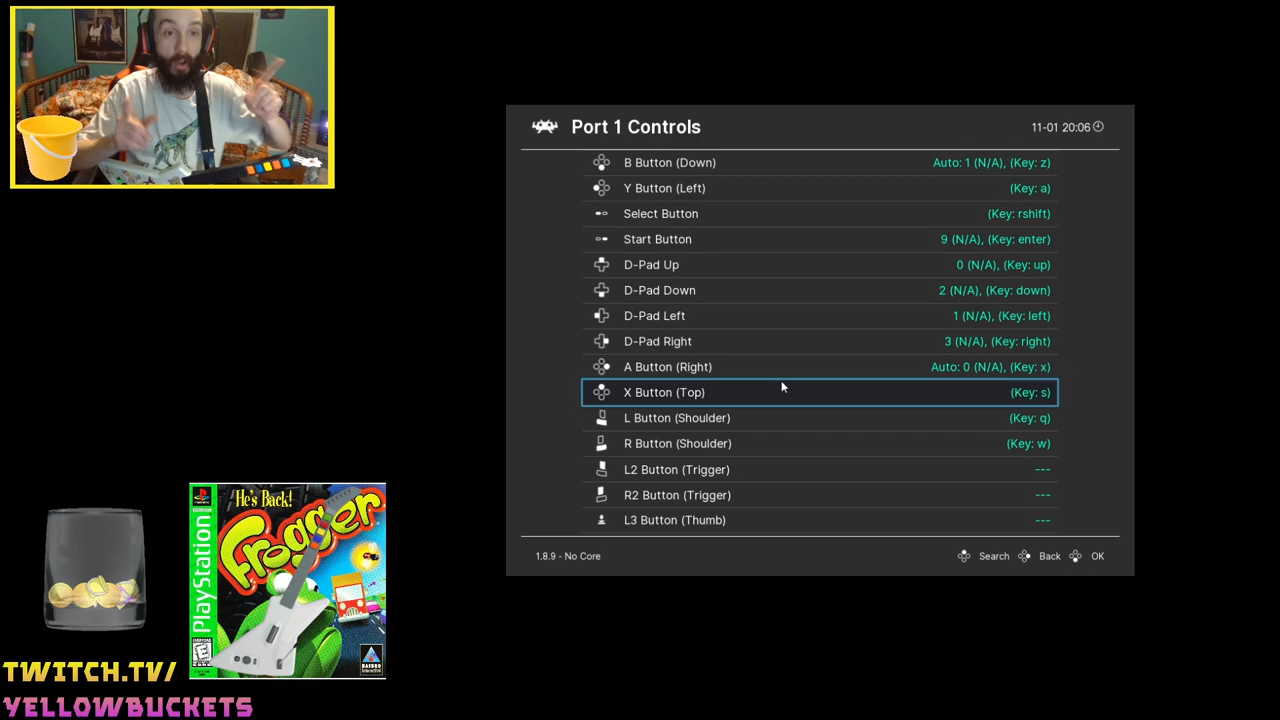 Port 1 Controls
11-01 20:06
B Button (Down) Auto: 1 (N/A), (Key: z)
Y Button (Left) (Key: a)
Select Button (Key: rshift)
Start Button 9 (N/A), (Key: enter)
D-Pad Up 0 (N/A), (Key: up)
D-Pad Down 2 (N/A), (Key: down)
D-Pad Left 1 (N/A), (Key: left)
D-Pad Right 3 (N/A), (Key: right)
A Button (Right) Auto: 0 (N/A), (Key: x)
X Button (Top) (Key: s)
L Button (Shoulder) (Key: q)
R Button (Shoulder) (Key: w)
L2 Button (Trigger) ---
R2 Button (Trigger) ---
L3 Button (Thumb) ---
1.8.9 - No Core
Search Back OK
He's Back!
Frogger
PlayStation
E
HASBRO
TWITCH.TV/
YELLOWBUCKETS